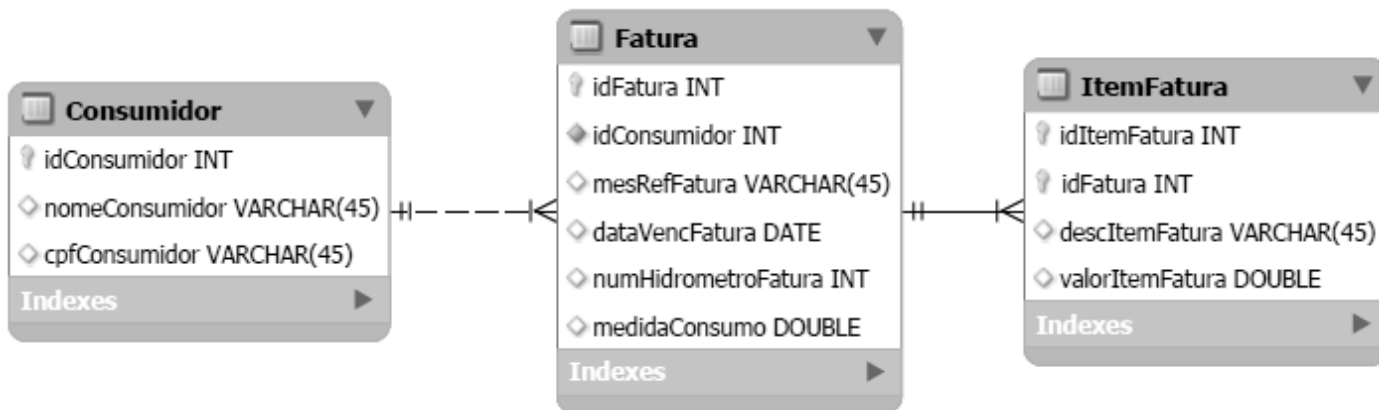 Consumidor
idConsumidor INT
nomeConsumidor VARCHAR(45)
cpfConsumidor VARCHAR(45)
Indexes
Fatura
idFatura INT
idConsumidor INT
mesRefFatura VARCHAR(45)
dataVencFatura DATE
numHidrometroFatura INT
medidaConsumo DOUBLE
Indexes
ItemFatura
idItemFatura INT
idFatura INT
descItemFatura VARCHAR(45)
valorItemFatura DOUBLE
Indexes